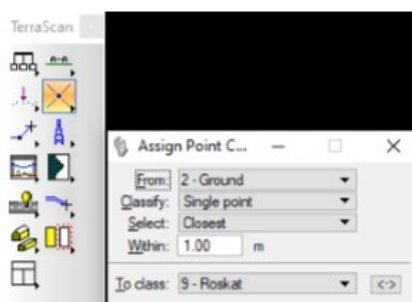 TerraScan
Assign Point C...
From: 2 - Ground
Classify: Single point
Select: Closest
Within: 1.00 m
To class: 9 - Roskat <->